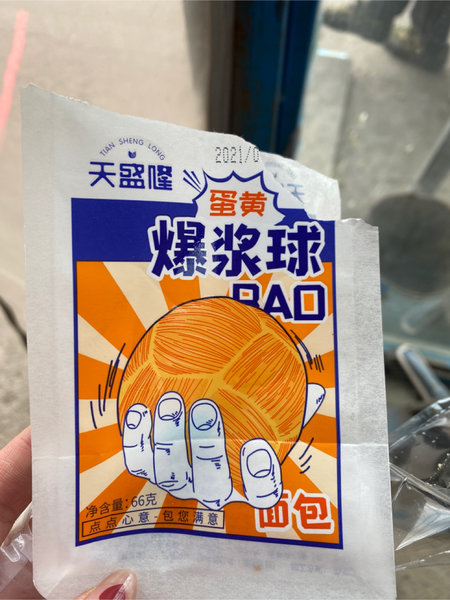 2021/0
TIAN SHENG LONG
天盛隆
蛋黄
爆浆球
BAO
净含量:66克
点点心意-包您满意
面包